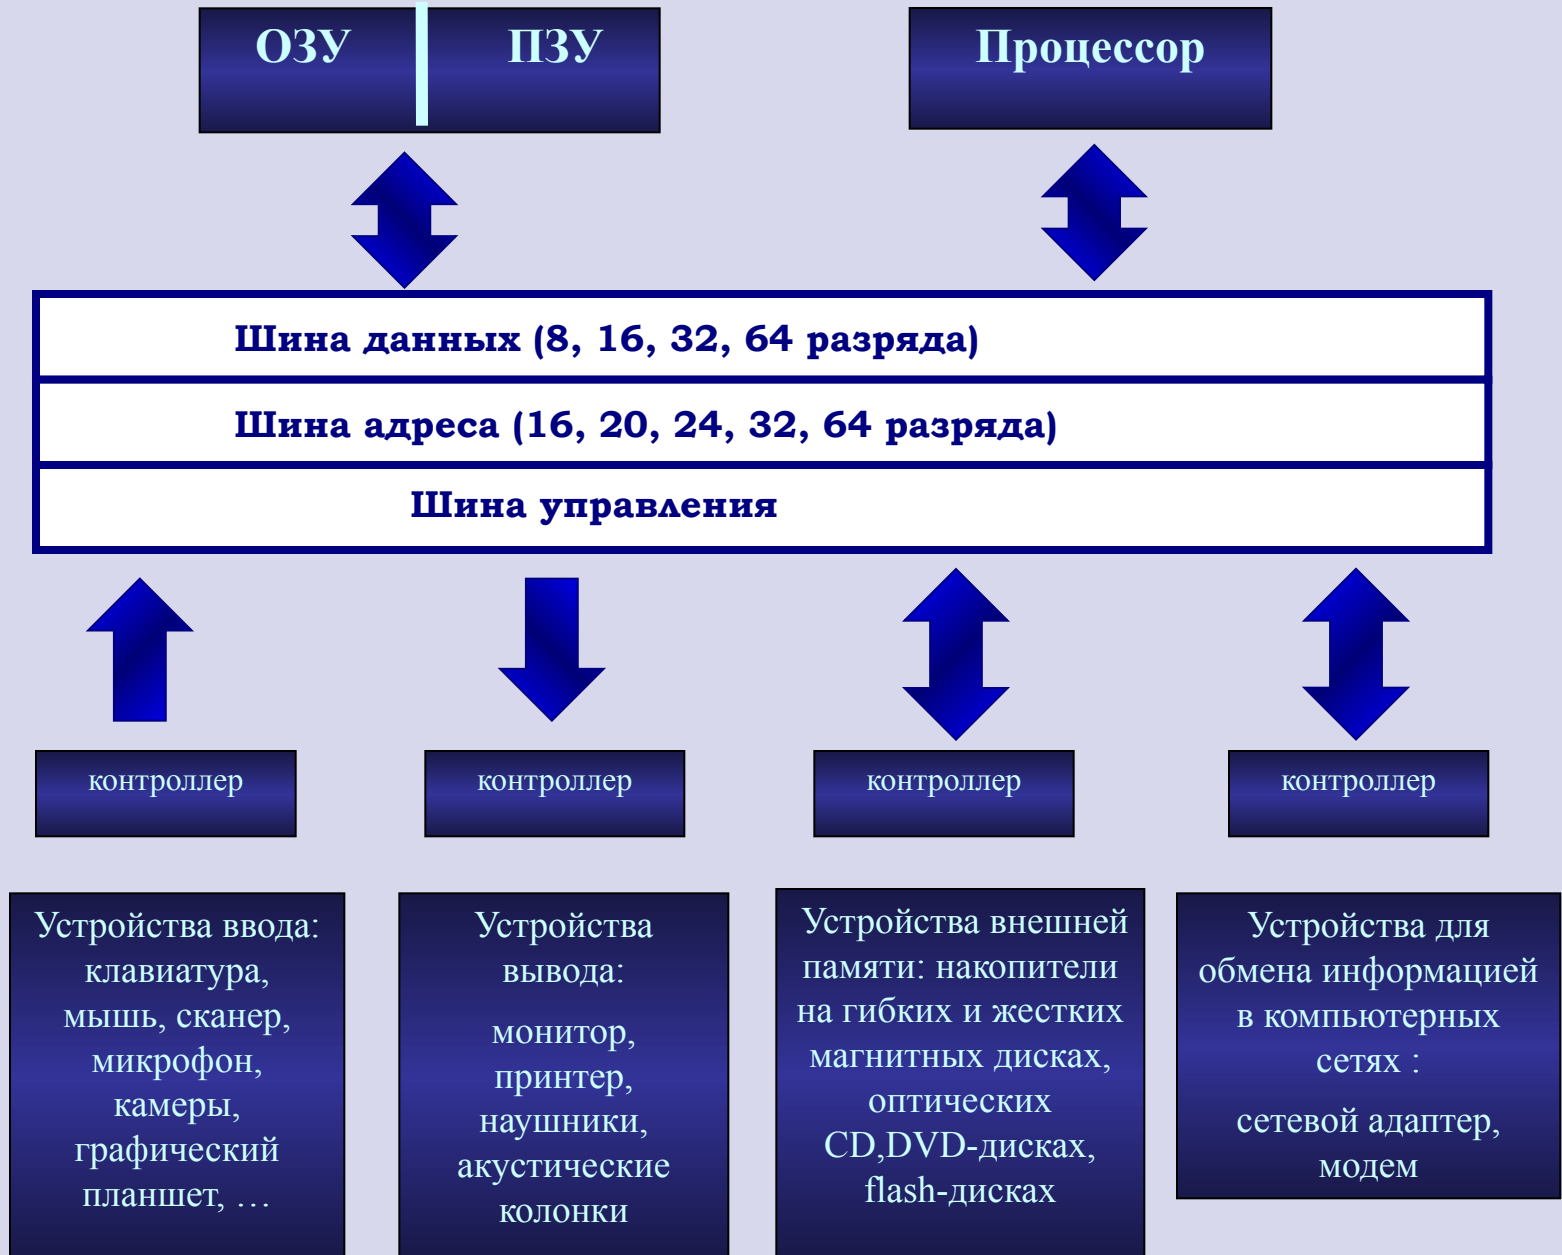 ОЗУ
ПЗУ
Процессор
Шина данных (8, 16, 32, 64 разряда)
Шина адреса (16, 20, 24, 32, 64 разряда)
Шина управления
контроллер
контроллер
контроллер
контроллер
Устройства ввода:
клавиатура,
мышь, сканер,
микрофон,
камеры,
графический
планшет, …
Устройства
вывода:
монитор,
принтер,
наушники,
акустические
колонки
Устройства внешней
памяти: накопители
на гибких и жестких
магнитных дисках,
оптических
CD,DVD-дисках,
flash-дисках
Устройства для
обмена информацией
в компьютерных
сетях :
сетевой адаптер,
модем